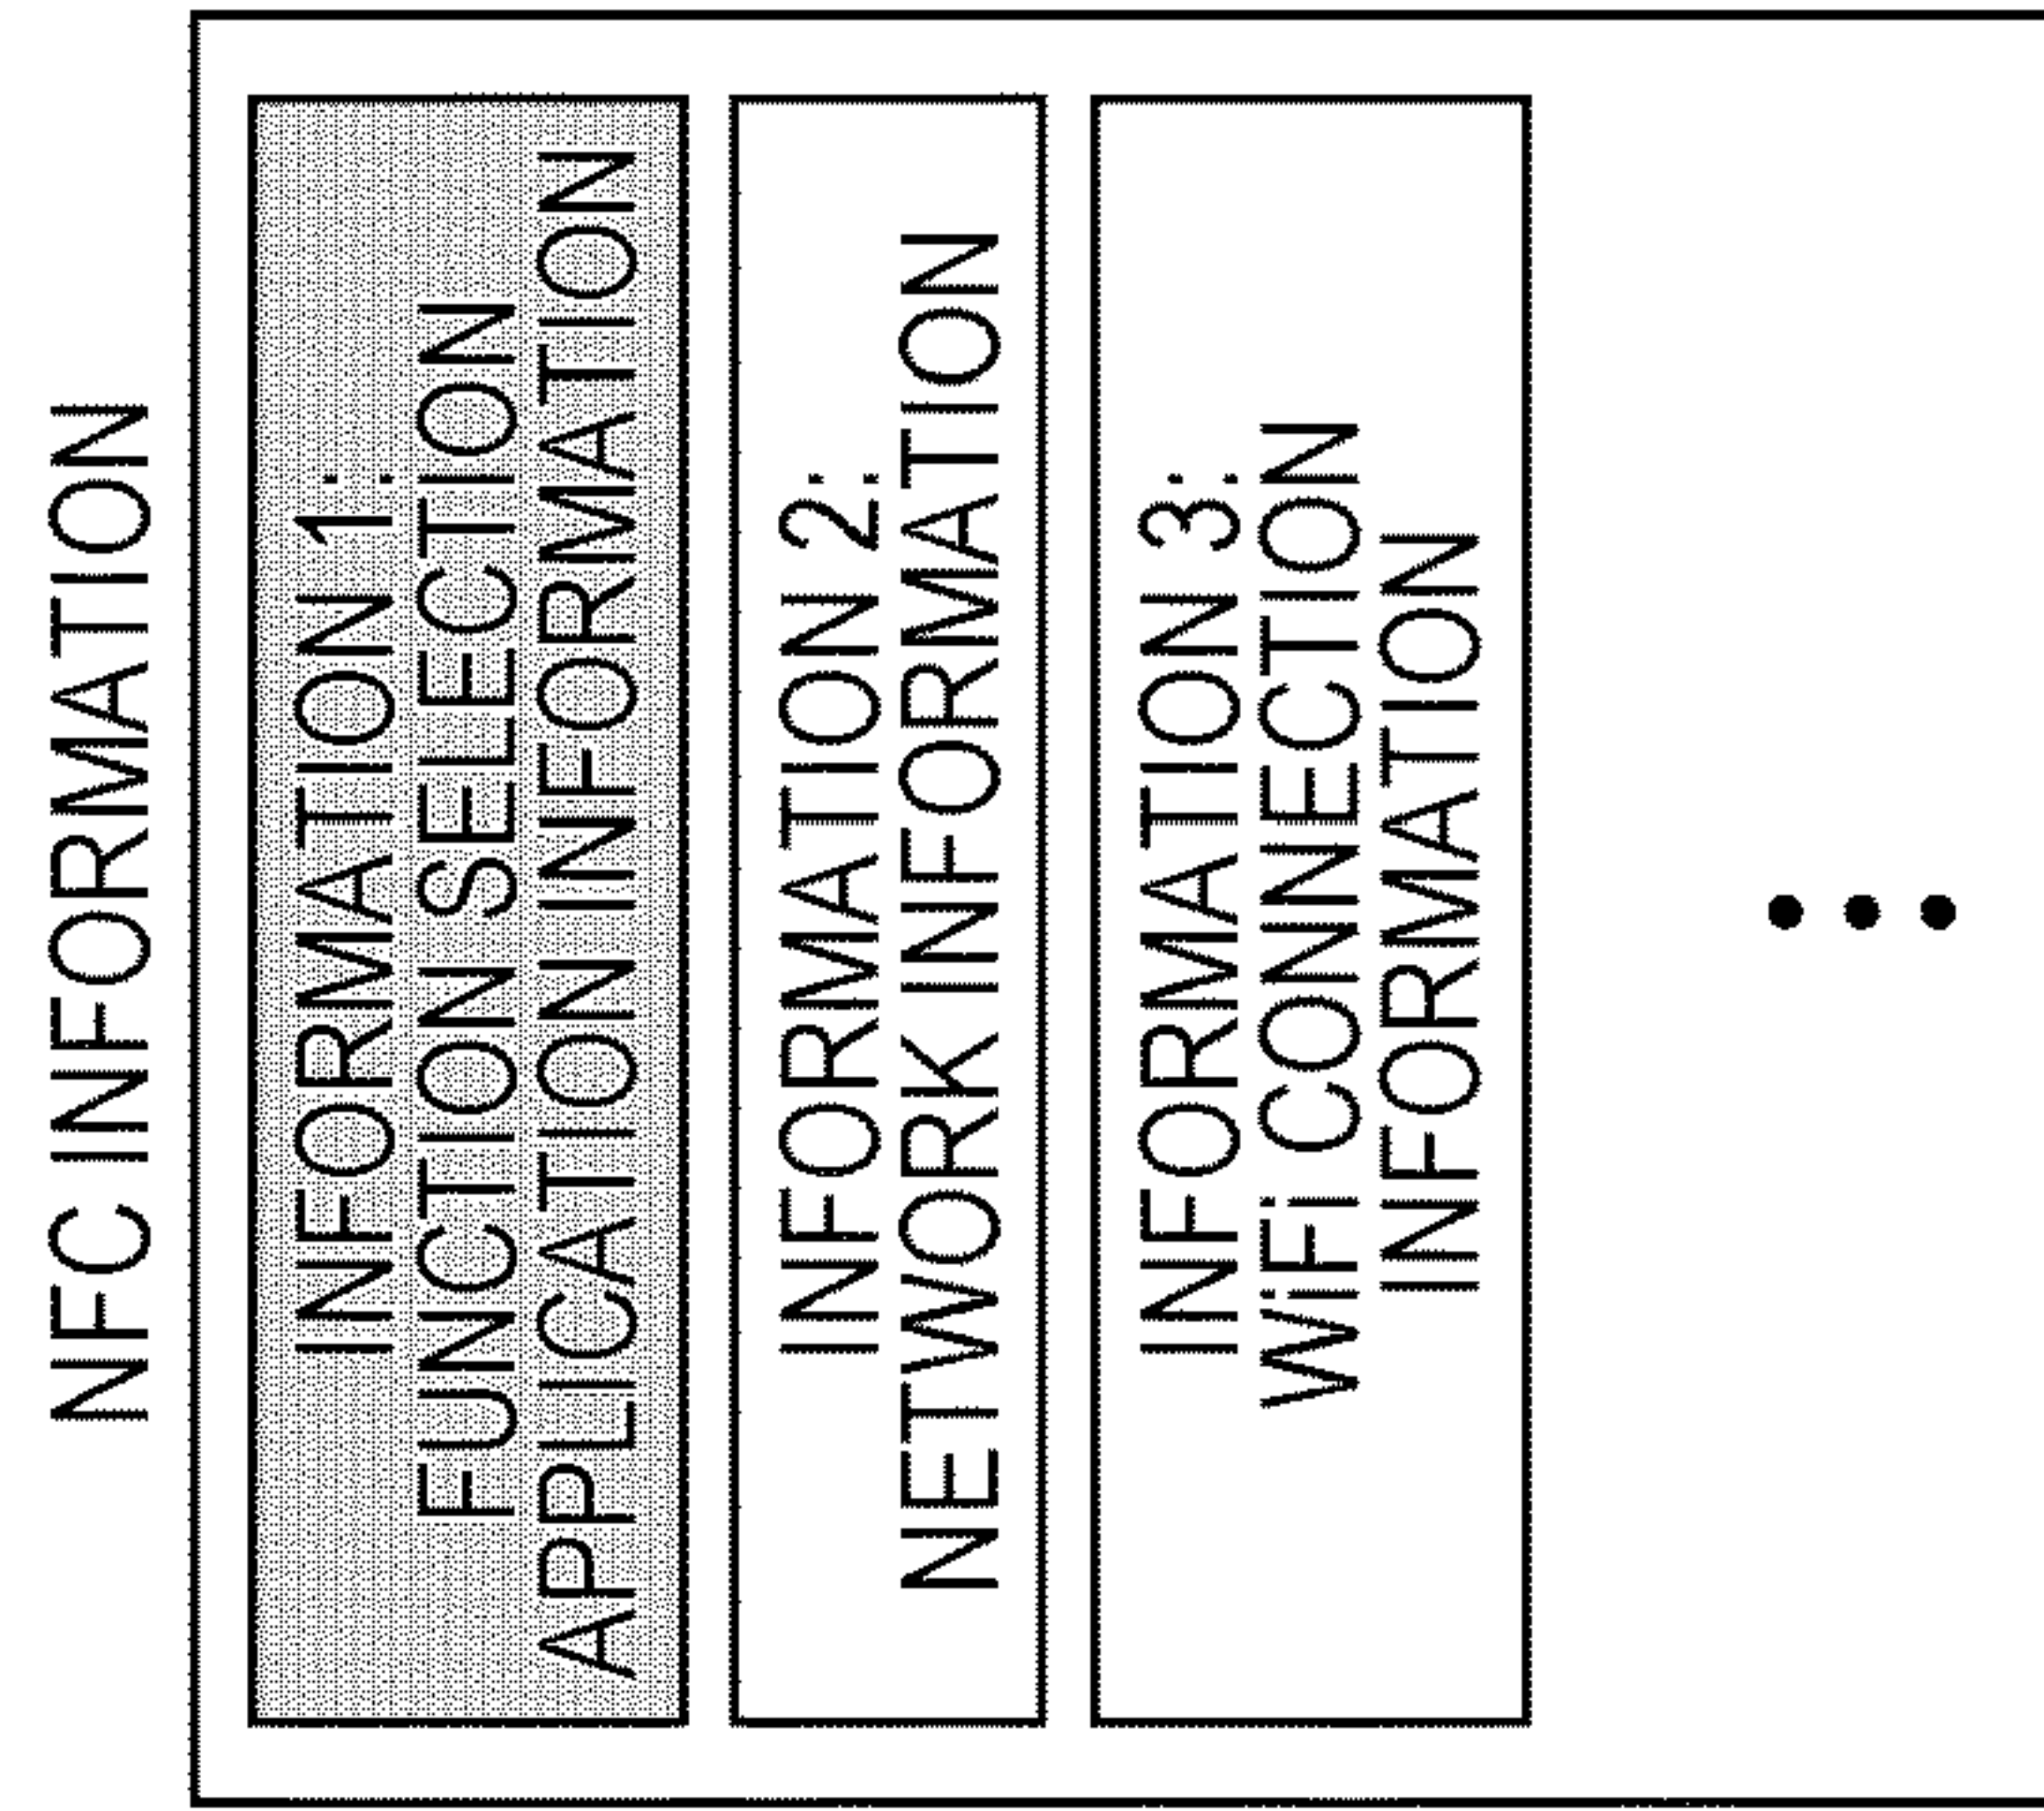 NFC INFORMATION
INFORMATION 1:
FUNCTION SELECTION
APPLICATION INFORMATION
INFORMATION 2:
NETWORK INFORMATION
INFORMATION 3:
WiFi CONNECTION
INFORMATION